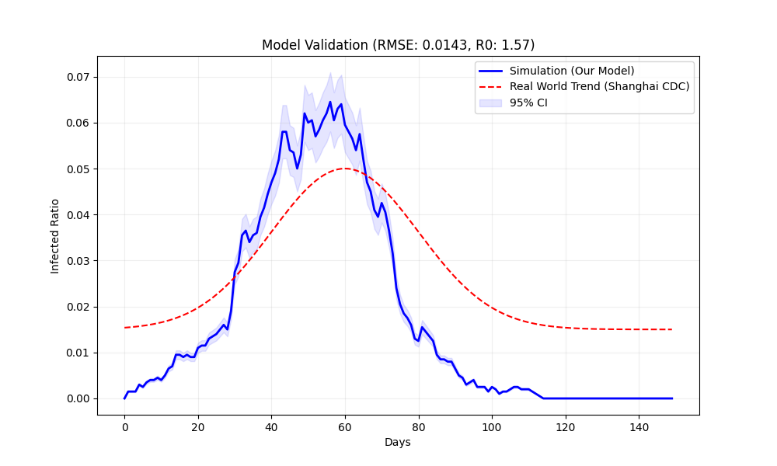 Model Validation (RMSE: 0.0143, R0: 1.57)
Simulation (Our Model)
Real World Trend (Shanghai CDC)
95% CI
Infected Ratio
0.07
0.06
0.05
0.04
0.03
0.02
0.01
0.00
0 20 40 60 80 100 120 140
Days